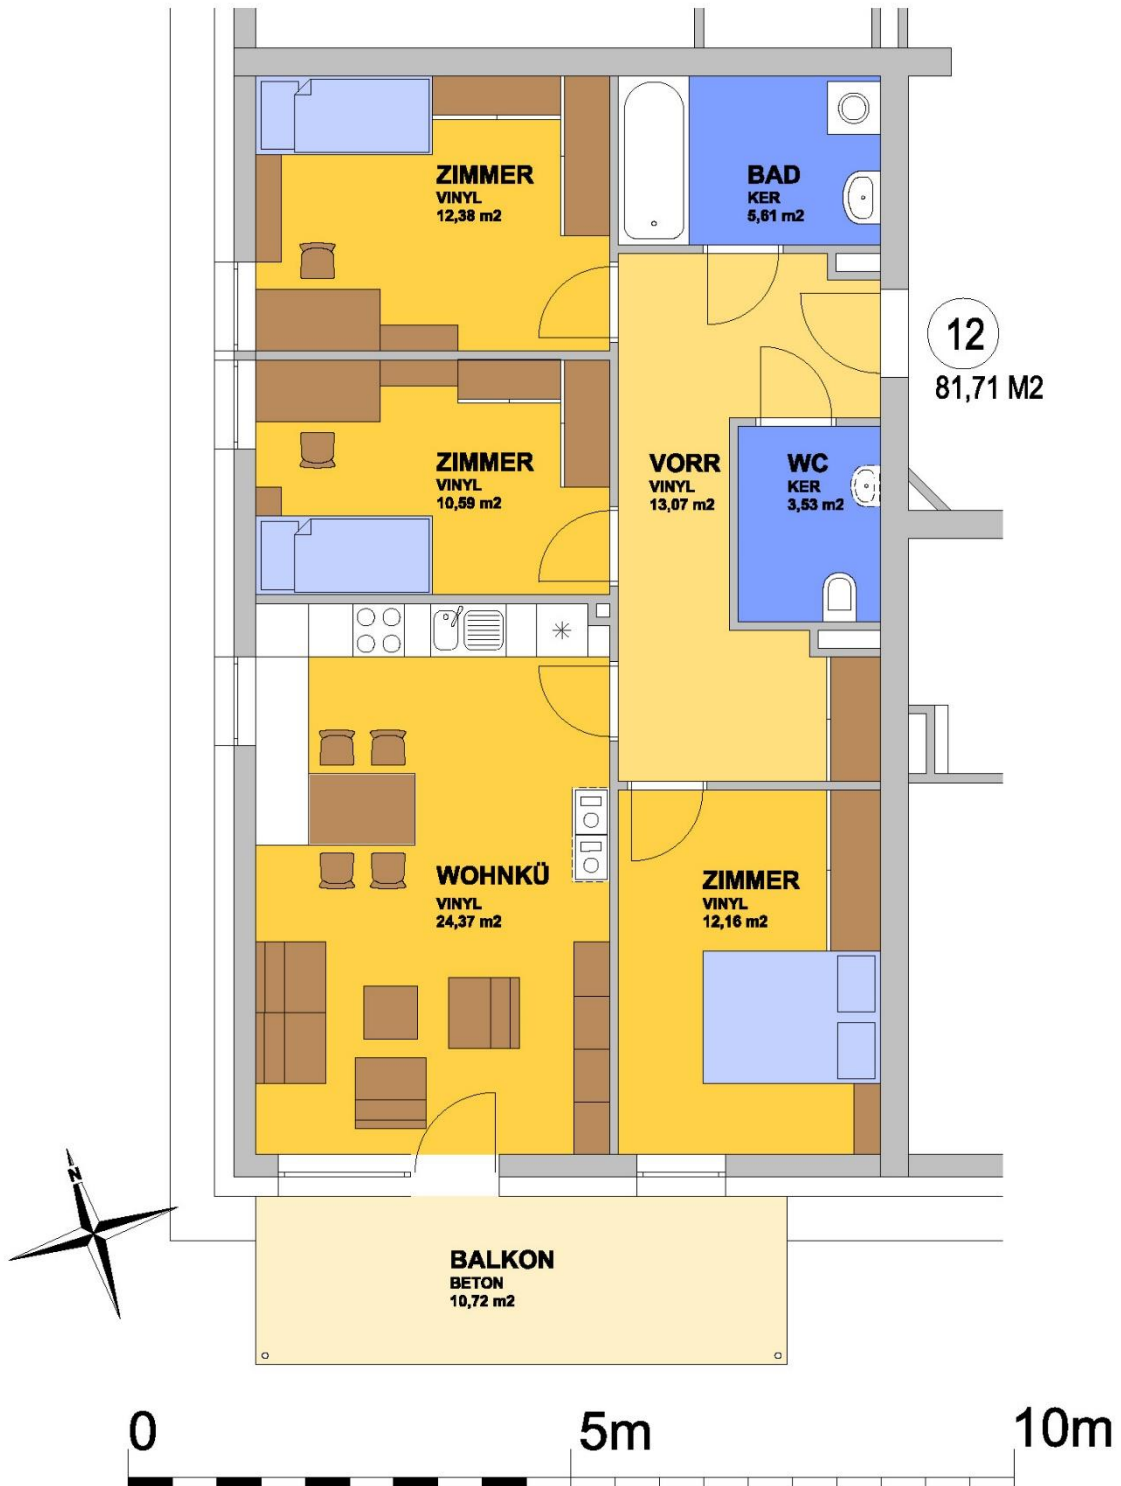 ZIMMER
VINYL
12,38 m2
BAD
KER
5,61 m2
12
81,71 M2
ZIMMER
VINYL
10,59 m2
VORR
VINYL
13,07 m2
WC
KER
3,53 m2
WOHNKÜ
VINYL
24,37 m2
ZIMMER
VINYL
12,16 m2
N
BALKON
BETON
10,72 m2
0 5m 10m